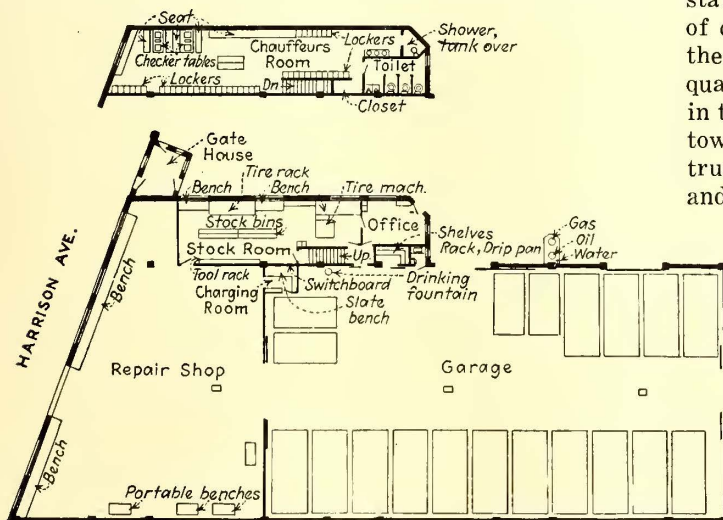 Seat
Chauffeurs
Room
Lockers
Shower,
tank over
Checker tables
Toilet
Lockers
Dn
Closet
Gate
House
Tire rack
Bench
Bench
Tire mach.
Stock bins
Office
Stock Room
Up
Shelves
Rack, Drip pan
Gas
Oil
Water
Tool rack
Charging
Room
Switchboard
Slate
bench
Drinking
fountain
HARRISON AVE.
Bench
Repair Shop
Garage
Bench
Portable benches
of
the
qua
in t
tow
tru
and